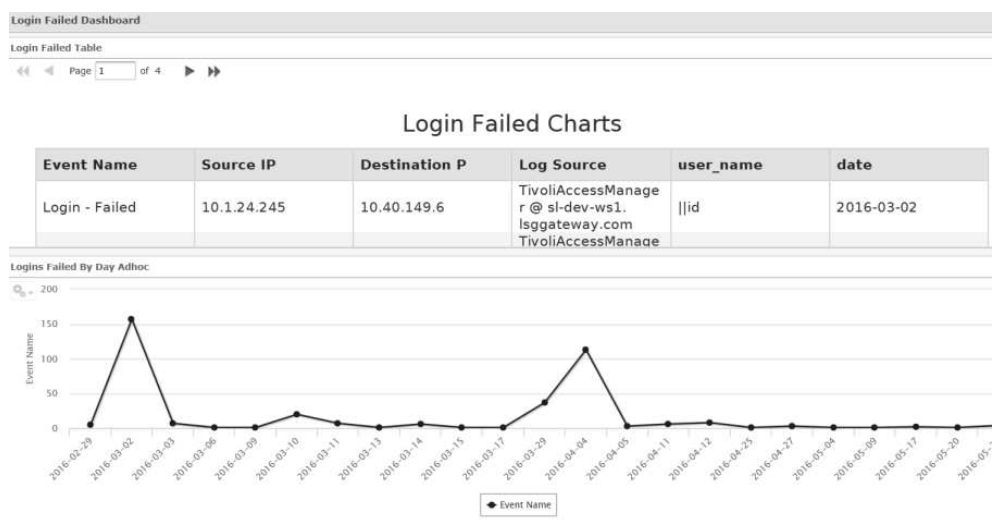 Login Failed Dashboard
Login Failed Table
Page 1 of 4
Login Failed Charts
Event Name Source IP Destination P Log Source user_name date
Login - Failed 10.1.24.245 10.40.149.6 TivoliAccessManage
r @ sl-dev-ws1.
lsggateway.com ||id 2016-03-02
TivoliAccessManage
Logins Failed By Day Adhoc
200
150
100
50
0
Event Name
2016-02-29
2016-03-02
2016-03-03
2016-03-06
2016-03-09
2016-03-10
2016-03-11
2016-03-13
2016-03-14
2016-03-15
2016-03-17
2016-03-29
2016-04-04
2016-04-05
2016-04-11
2016-04-12
2016-04-25
2016-04-27
2016-05-04
2016-05-09
2016-05-17
2016-05-20
2016-05-
Event Name